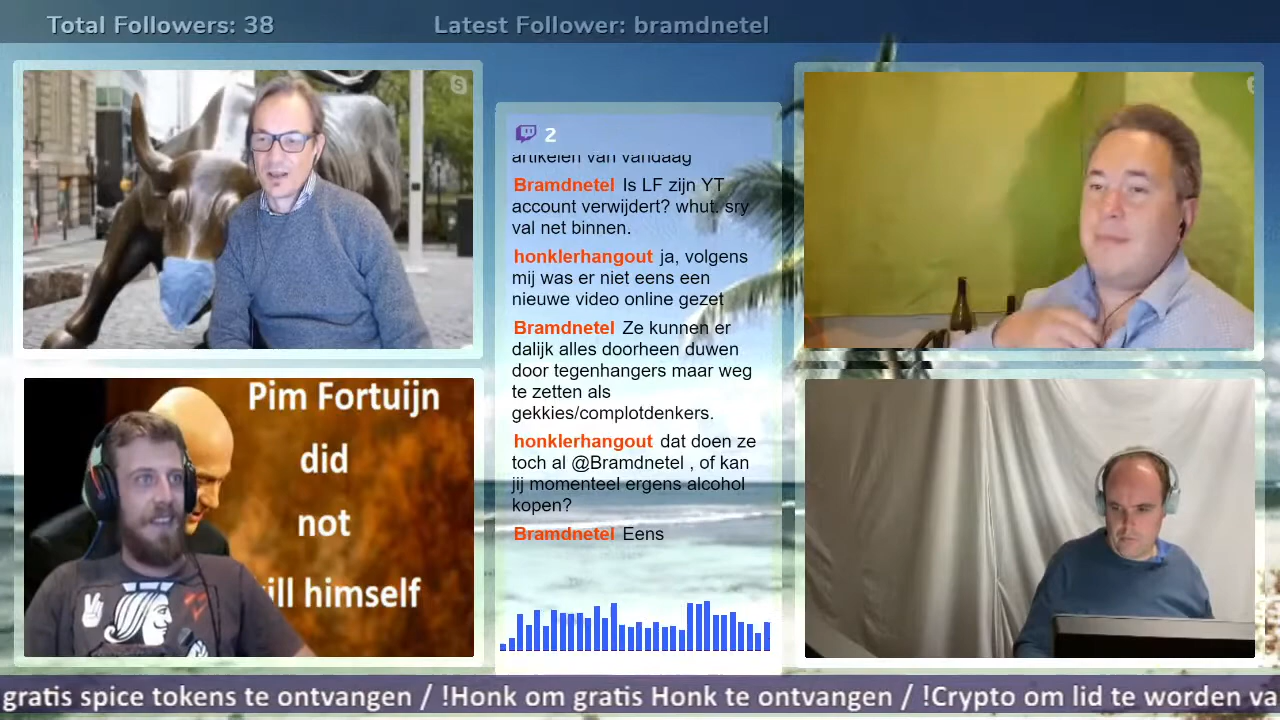 Total Followers: 38
Latest Follower: bramdnetel
2
artikelen van vandaag
Bramdnetel Is LF zijn YT
account verwijdert? whut. sry
val net binnen.
honklerhangout ja, volgens
mij was er niet eens een
nieuwe video online gezet
Bramdnetel Ze kunnen er
dalijk alles doorheen duwen
door tegenhangers maar weg
te zetten als
gekkies/complotdenkers.
honklerhangout dat doen ze
toch al @Bramdnetel , of kan
jij momenteel ergens alcohol
kopen?
Bramdnetel Eens
Pim Fortuijn
did
not
ill himself
gratis spice tokens te ontvangen / !Honk om gratis Honk te ontvangen / !Crypto om lid te worden va